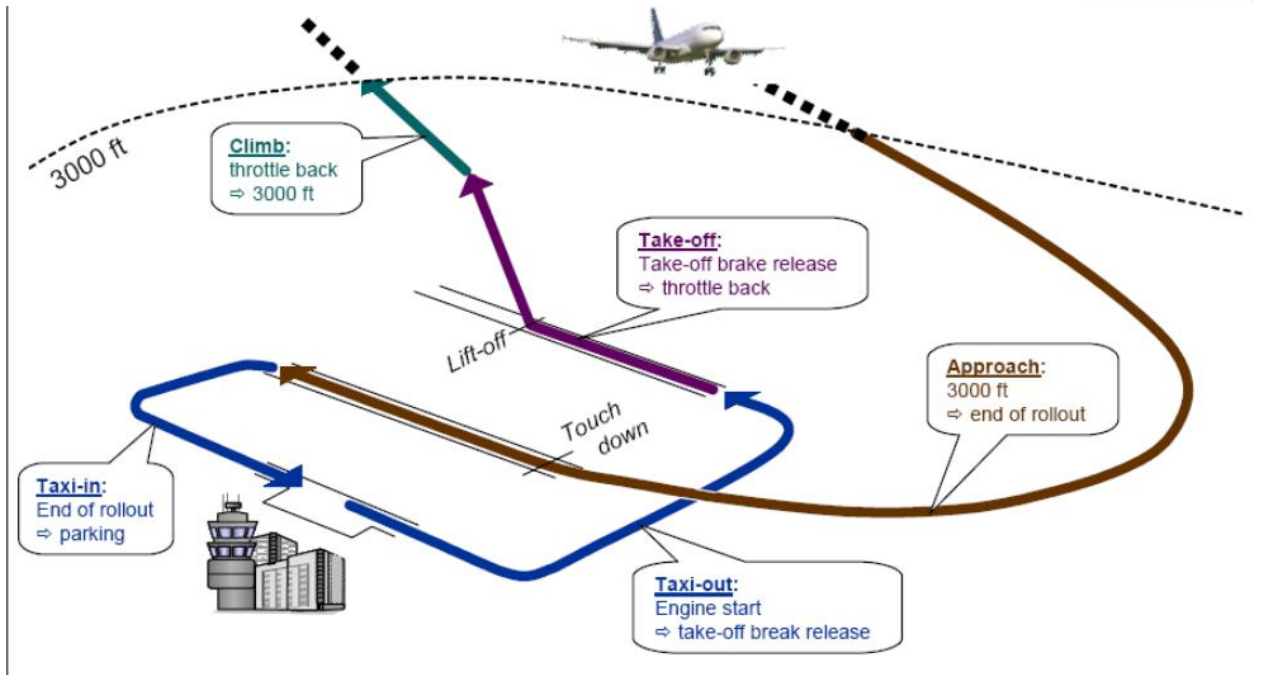 3000 ft
Climb:
throttle back
⇨ 3000 ft
Take-off:
Take-off brake release
⇨ throttle back
Lift-off
Approach:
3000 ft
⇨ end of rollout
Touch
down
Taxi-in:
End of rollout
⇨ parking
Taxi-out:
Engine start
⇨ take-off break release